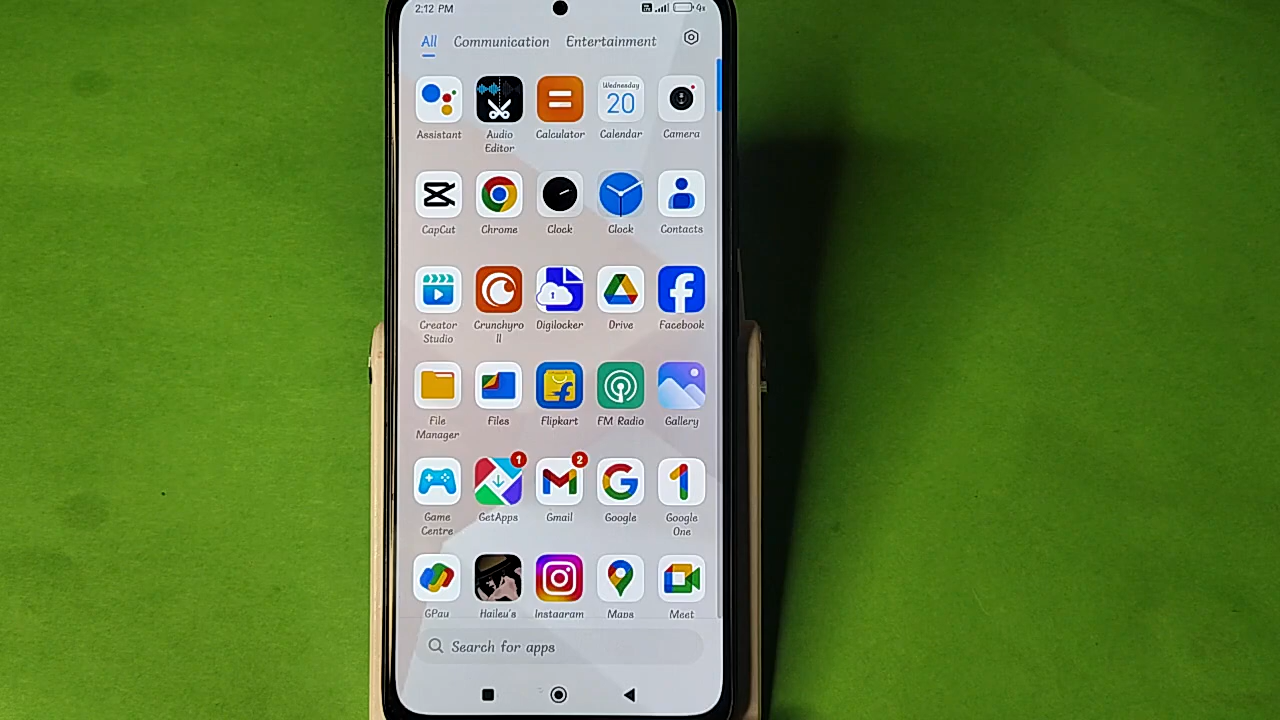 2:12 PM 4x
All Communication Entertainment
Assistant Audio Calculator Calendar Camera
Editor
Wednesday
20
CapCut Chrome Clock Clock Contacts
Creator Crunchyro Digilocker Drive Facebook
Studio ll
File Files Flipkart FM Radio Gallery
Manager
1 2
Game GetApps Gmail Google Google
Centre One
GPay Hailey's Instagram Maps Meet
Search for apps